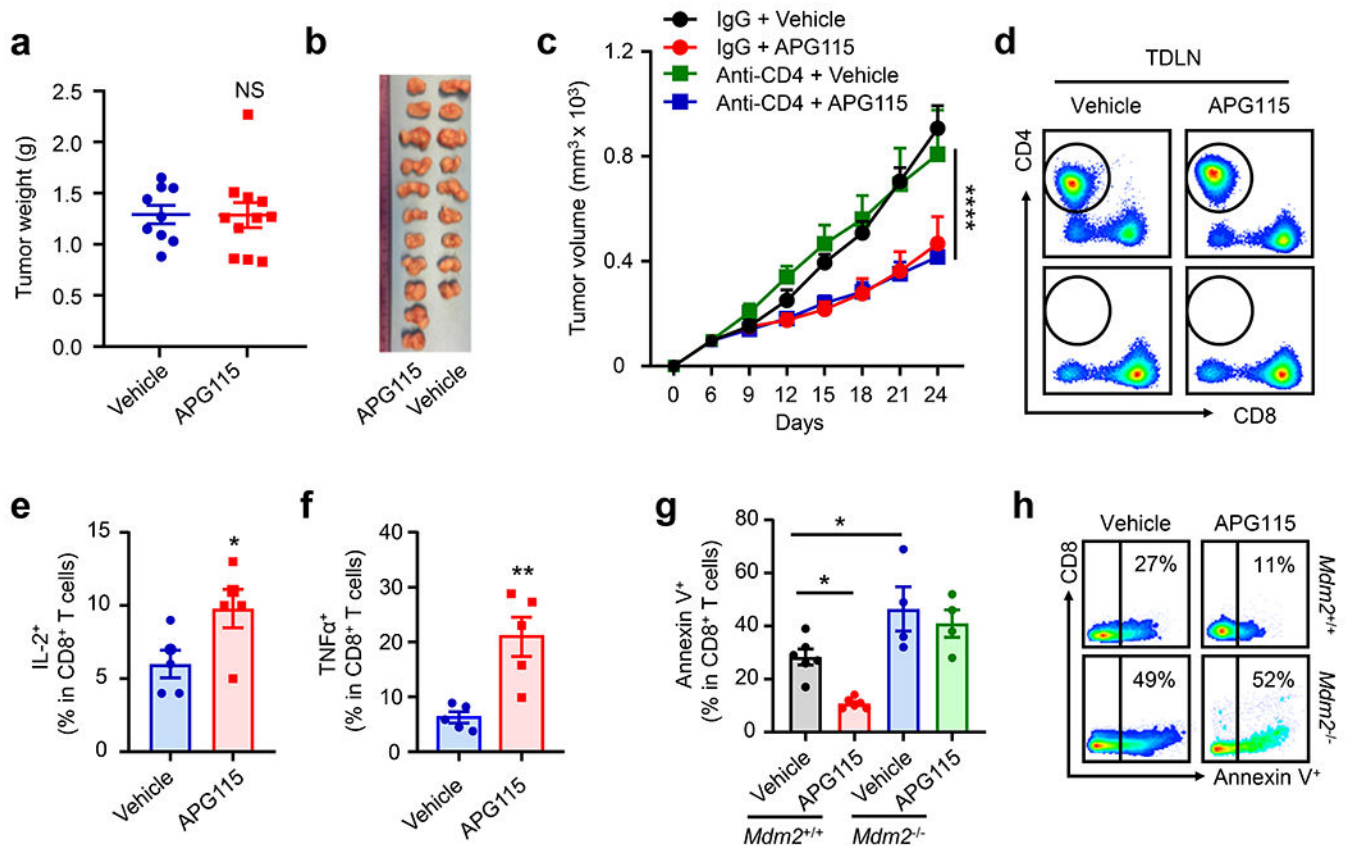 a
Tumor weight (g)
2.5
2.0
1.5
1.0
0.5
0.0
NS
Vehicle
APG115
b
APG115
Vehicle
c
IgG + Vehicle
IgG + APG115
Anti-CD4 + Vehicle
Anti-CD4 + APG115
Tumor volume (mm³ x 10³)
1.2
0.8
0.4
0
****
0 6 9 12 15 18 21 24
Days
d
TDLN
Vehicle APG115
CD4
CD8
e
IL-2⁺
(% in CD8⁺ T cells)
15
10
5
0
*
Vehicle
APG115
f
TNFα⁺
(% in CD8⁺ T cells)
40
30
20
10
0
**
Vehicle
APG115
g
Annexin V⁺
(% in CD8⁺ T cells)
80
60
40
20
0
*
*
Vehicle
APG115
Vehicle
APG115
Mdm2⁺/⁺ Mdm2⁻/⁻
h
Vehicle APG115
CD8
27% 11%
Mdm2⁺/⁺
49% 52%
Mdm2⁻/⁻
Annexin V⁺